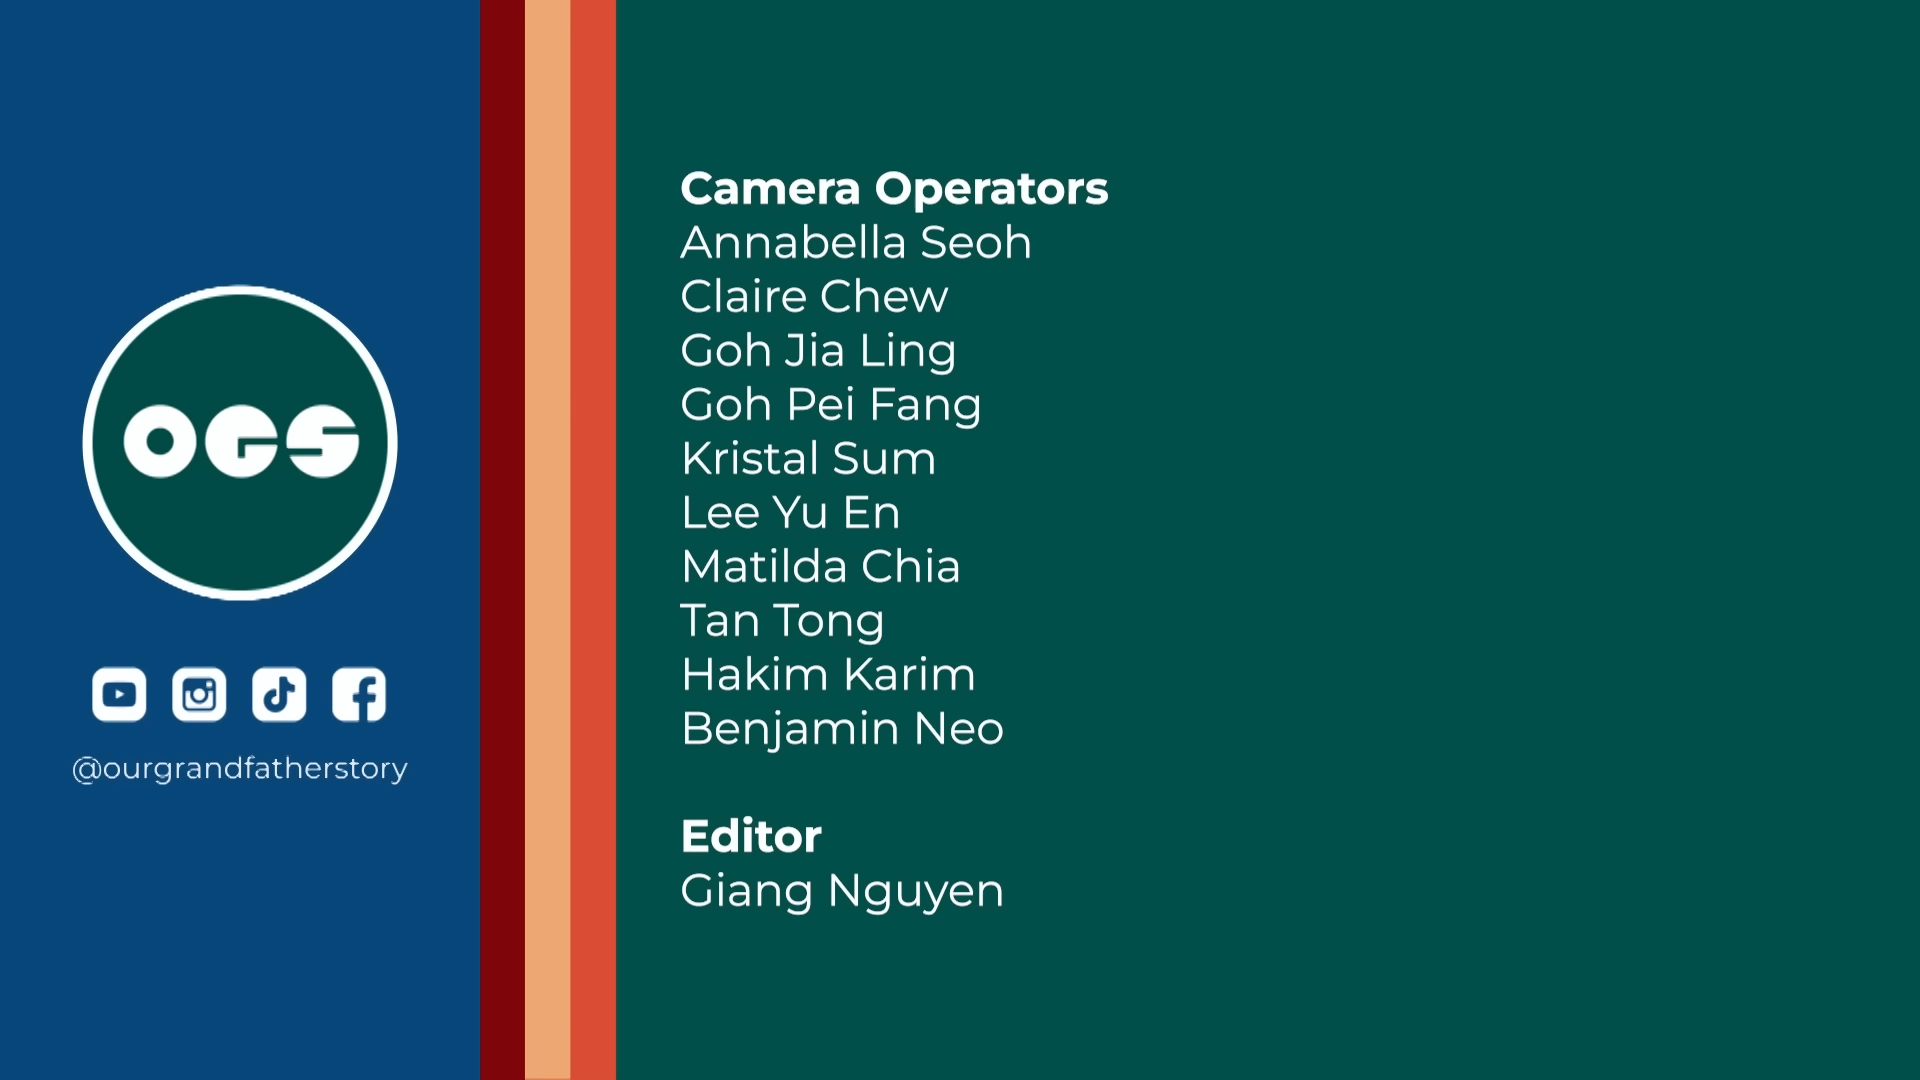 OGS
@ourgrandfatherstory
Camera Operators
Annabella Seoh
Claire Chew
Goh Jia Ling
Goh Pei Fang
Kristal Sum
Lee Yu En
Matilda Chia
Tan Tong
Hakim Karim
Benjamin Neo
Editor
Giang Nguyen